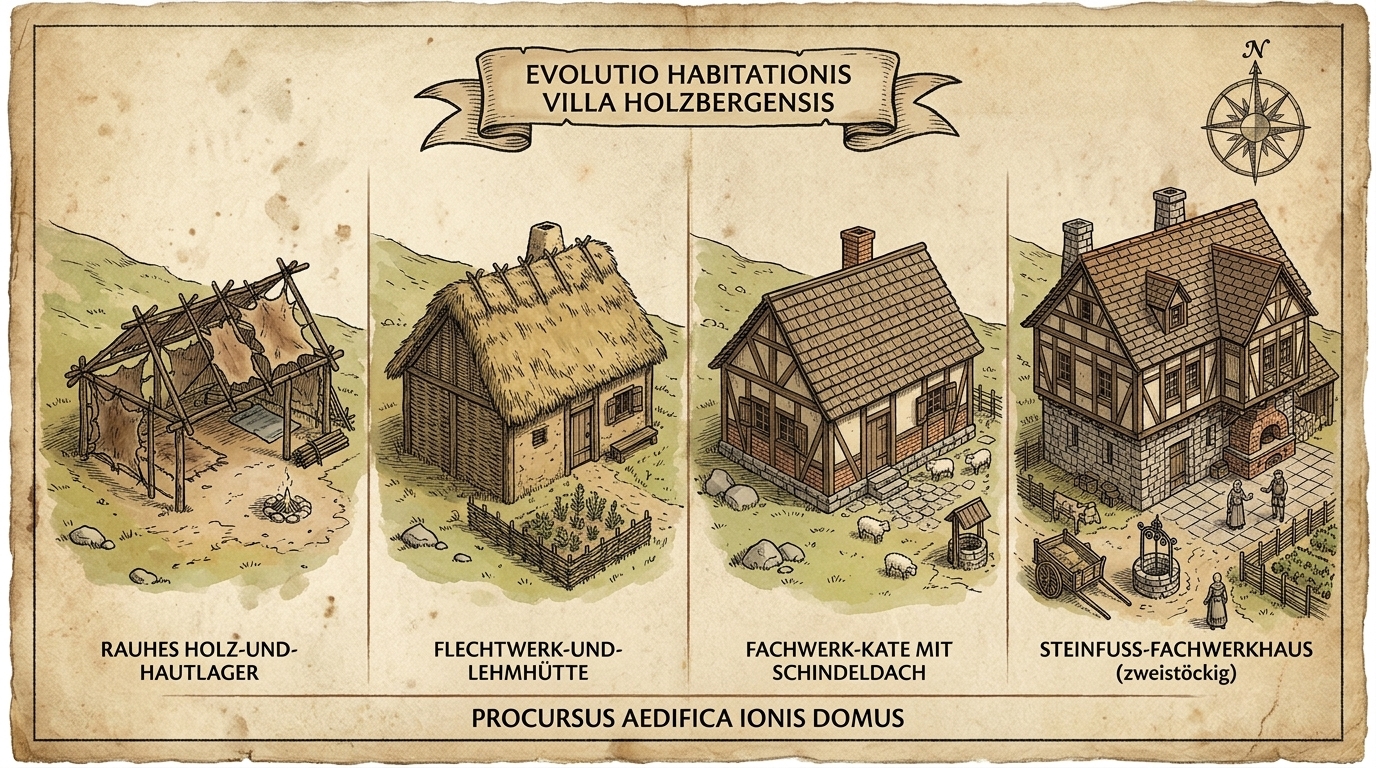 EVOLUTIO HABITATIONIS
VILLA HOLZBERGENSIS
N
RAUHES HOLZ-UND-
HAUTLAGER
FLECHTWERK-UND-
LEHMHÜTTE
FACHWERK-KATE MIT
SCHINDELDACH
STEINFUSS-FACHWERKHAUS
(zweistöckig)
PROCURSUS AEDIFICA IONIS DOMUS